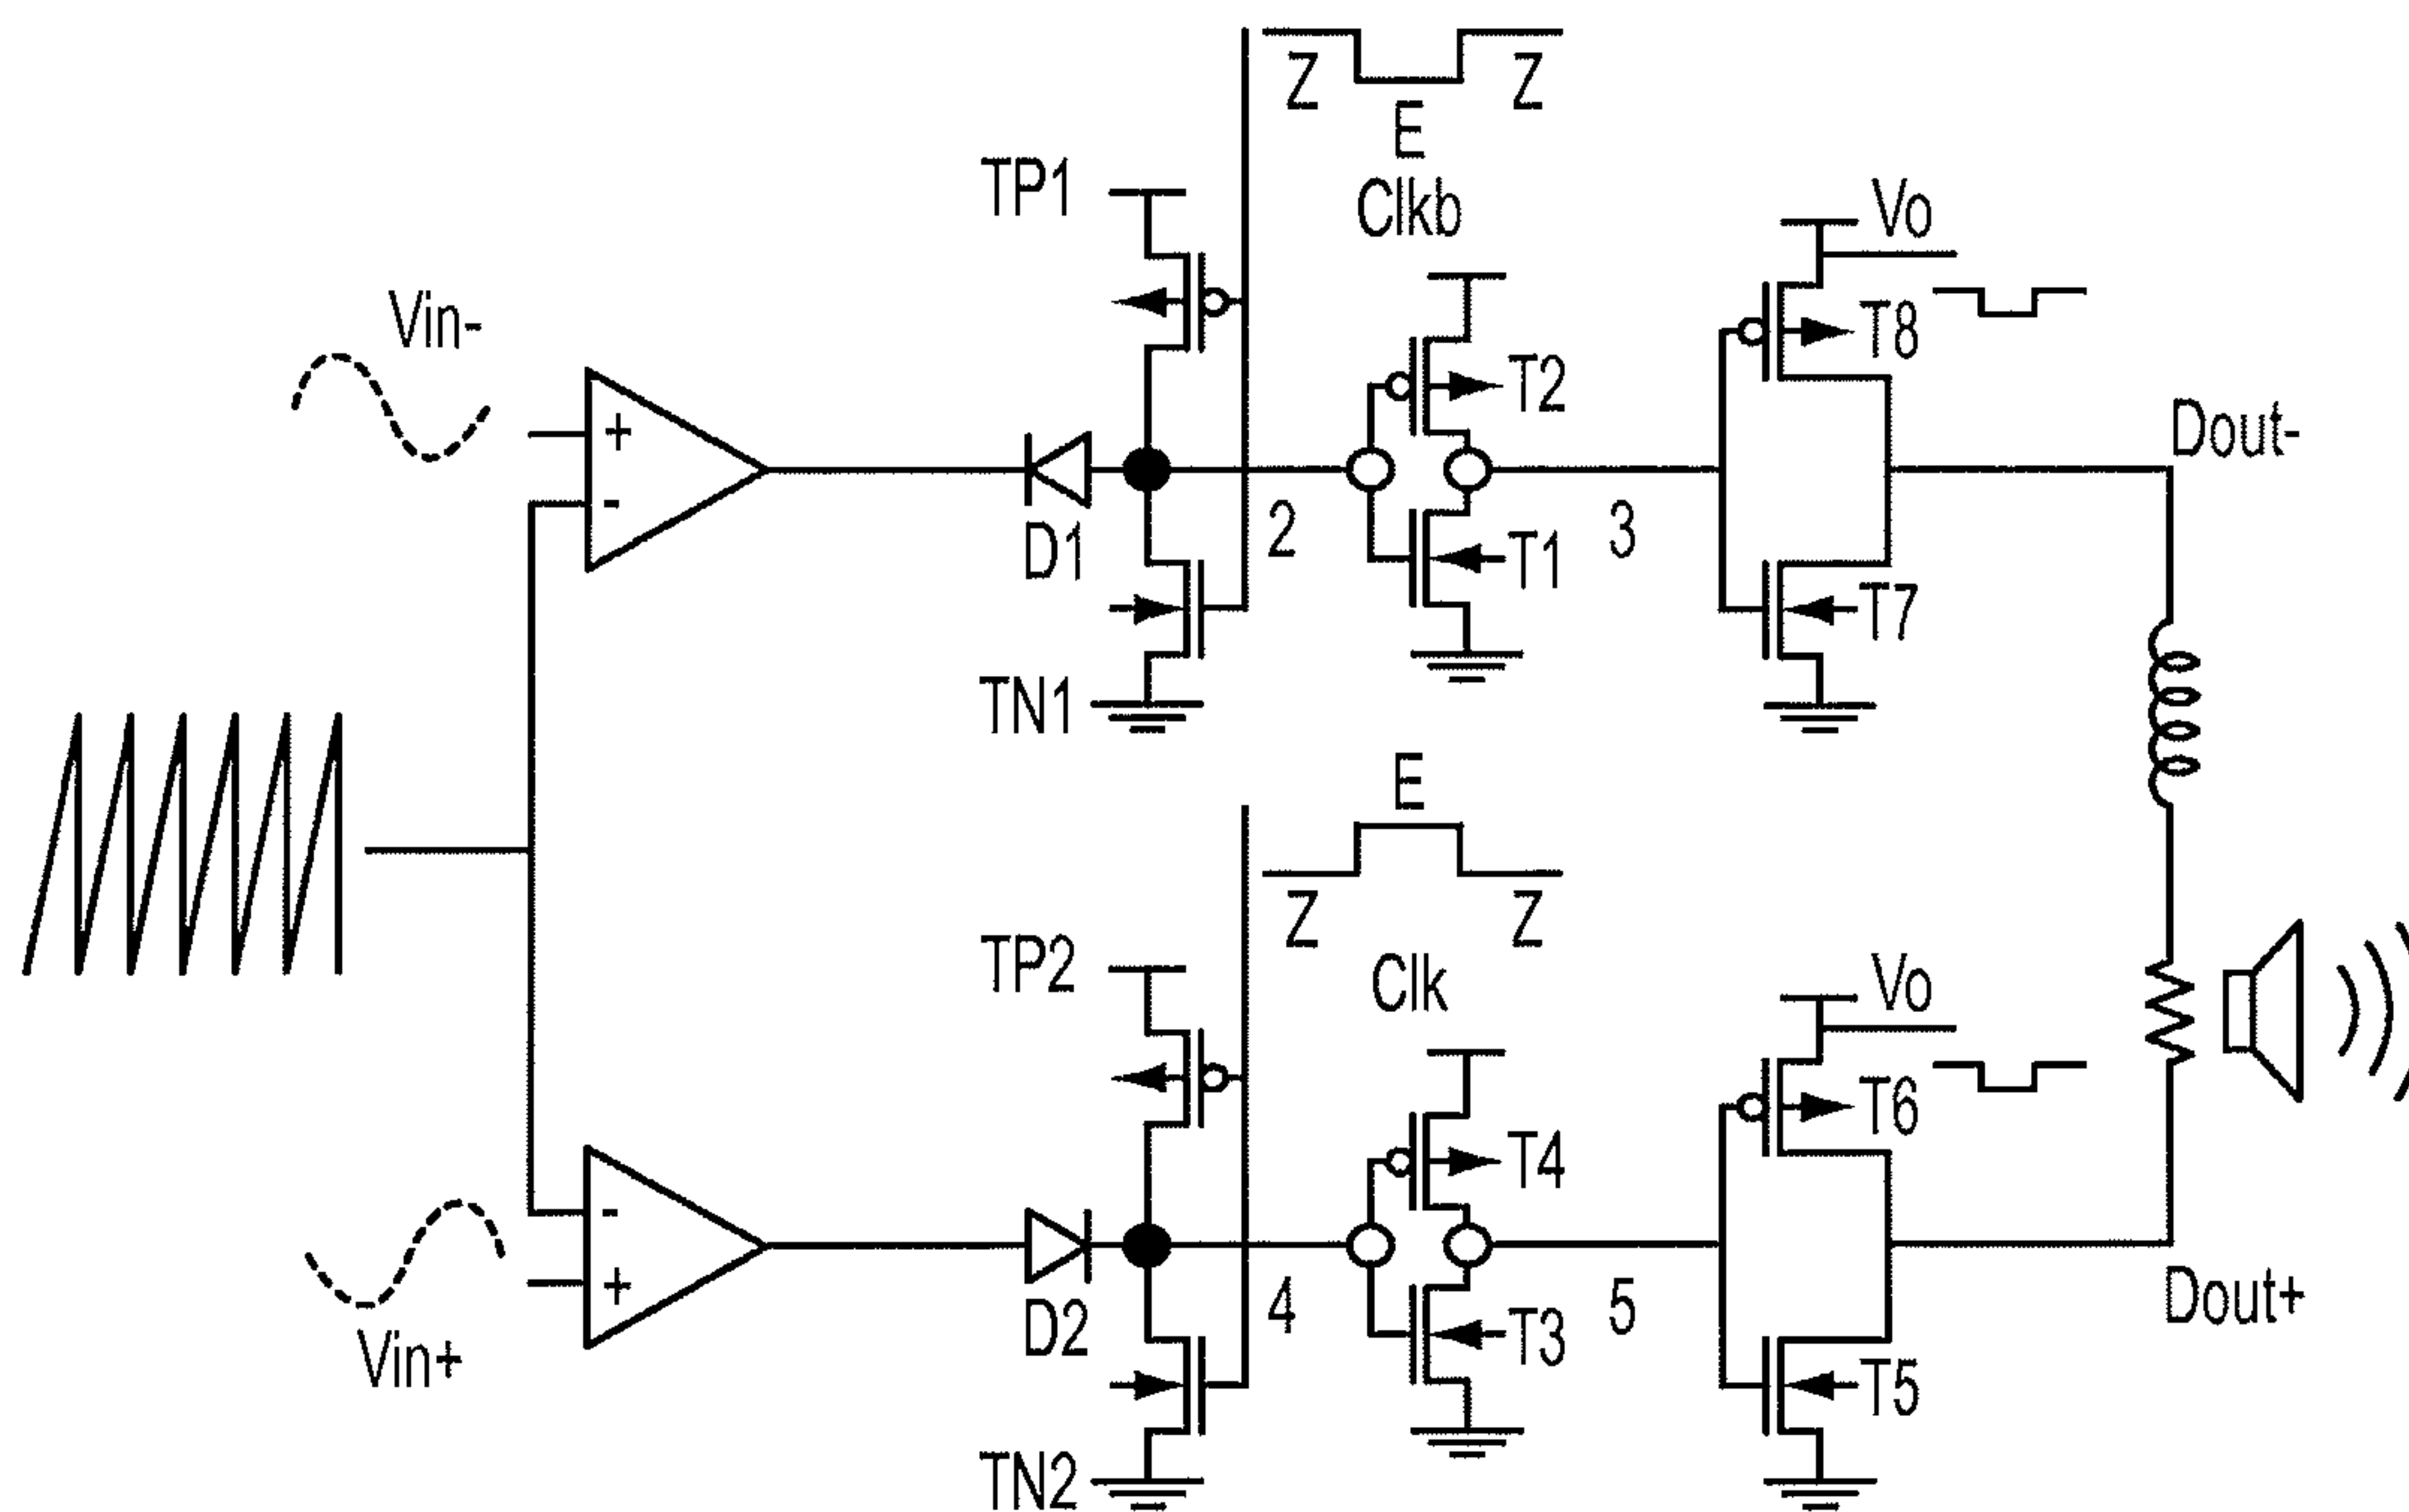 Z Z
E
Clkb
TP1
Vo
Vin-
T8
T2
Dout-
+
-
2
3
D1
T1
T7
TN1
E
Z Z
TP2
Clk
Vo
T6
T4
-
+
4
5
D2
T3
Dout+
Vin+
T5
TN2